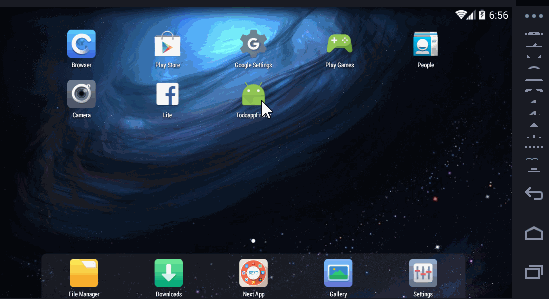 6:56
Browser
Play Store
Google Settings
Play Games
People
Camera
Lite
File Manager
Downloads
Next App
Gallery
Settings